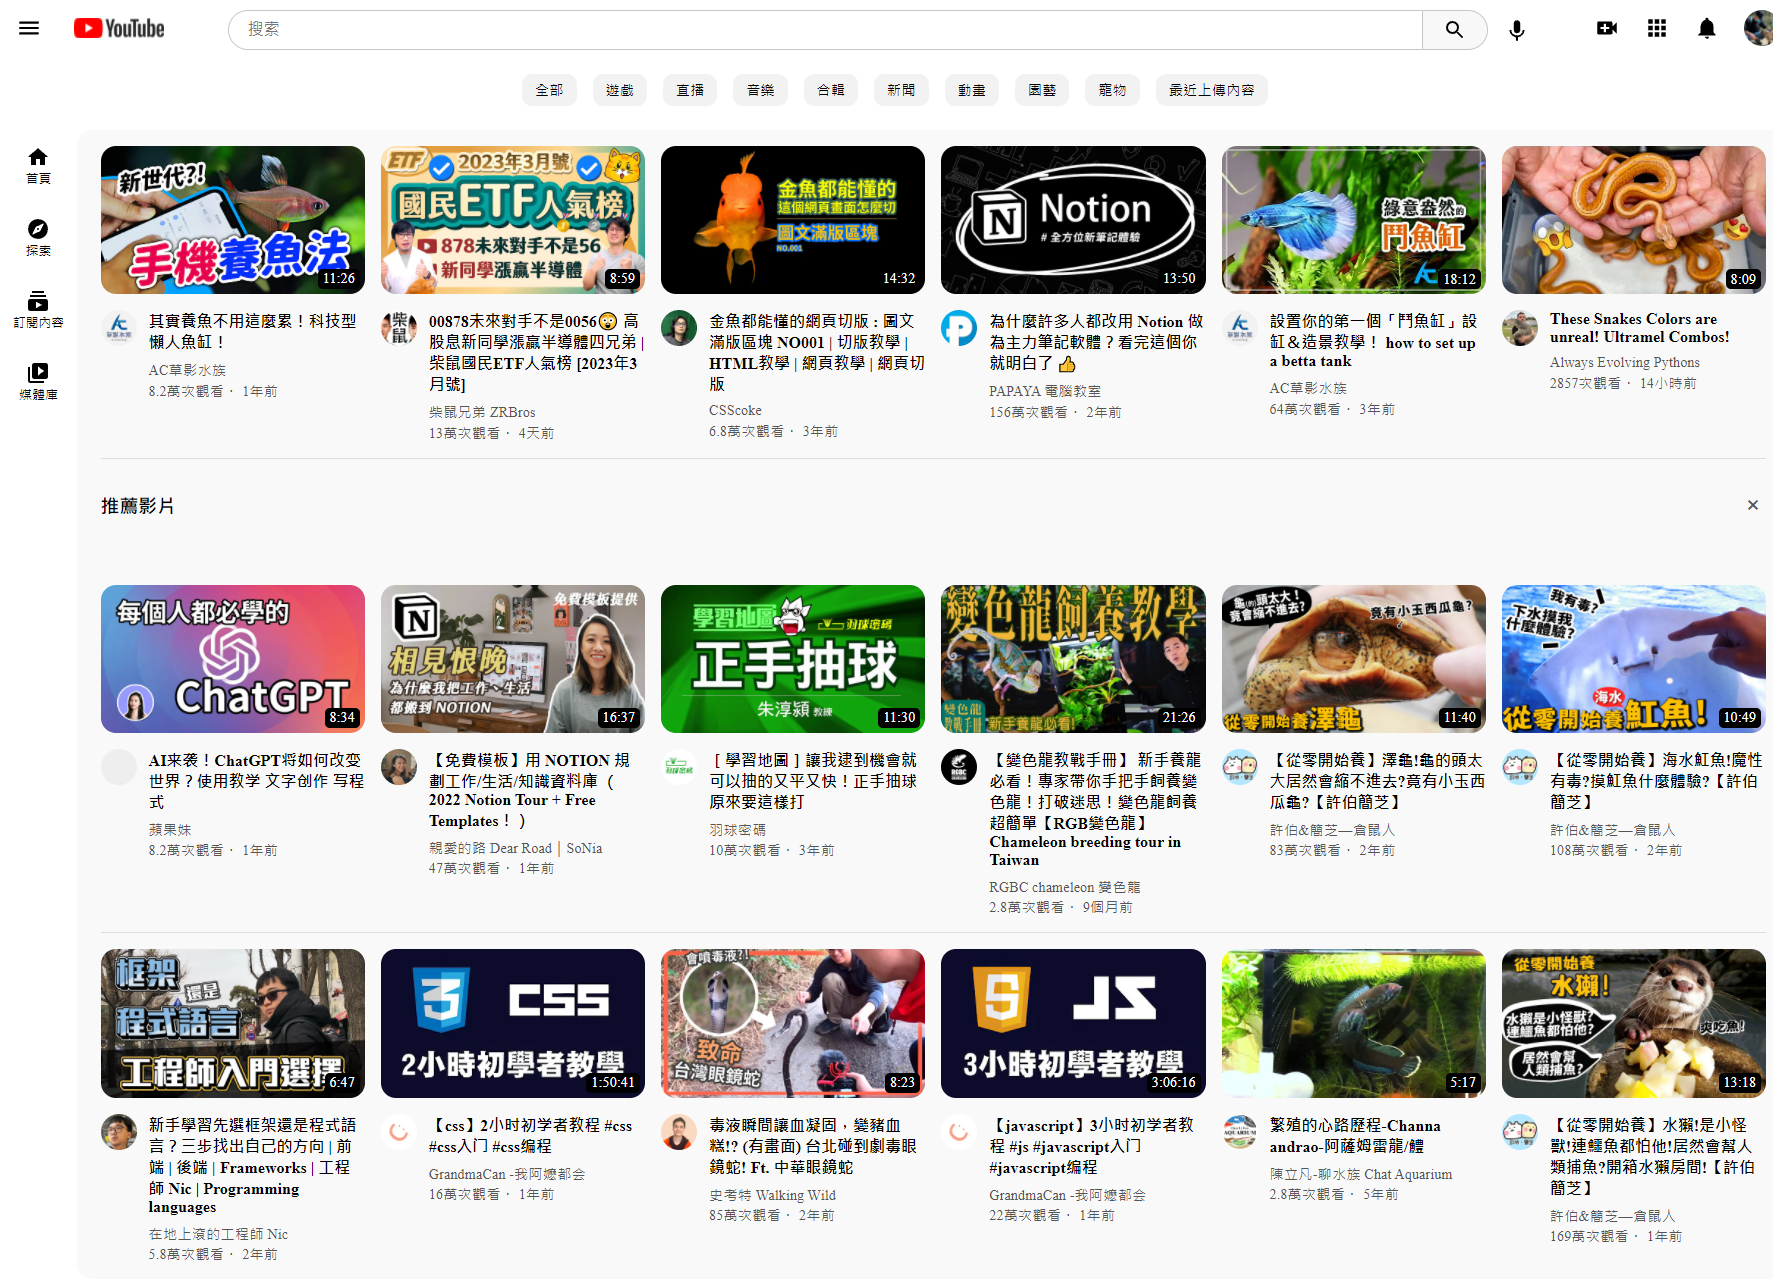 YouTube
搜索
全部 遊戲 直播 音樂 合輯 新聞 動畫 園藝 寵物 最近上傳內容
首頁
探索
訂閱內容
媒體庫
新世代?!
手機養魚法
11:26
其實養魚不用這麼累！科技型
懶人魚缸！
AC草影水族
8.2萬次觀看・ 1年前
ETF 2023年3月號
國民ETF人氣榜
878未來對手不是56
新同學漲贏半導體
8:59
柴鼠
00878未來對手不是0056😲 高
股息新同學漲贏半導體四兄弟 |
柴鼠國民ETF人氣榜 [2023年3
月號]
柴鼠兄弟 ZRBros
13萬次觀看・ 4天前
金魚都能懂的
這個網頁畫面怎麼切
圖文滿版區塊
NO.001
14:32
金魚都能懂的網頁切版 : 圖文
滿版區塊 NO001 | 切版教學 |
HTML教學 | 網頁教學 | 網頁切
版
CSScoke
6.8萬次觀看・ 3年前
Notion
# 全方位新筆記體驗
13:50
為什麼許多人都改用 Notion 做
為主力筆記軟體？看完這個你
就明白了 👍
PAPAYA 電腦教室
156萬次觀看・ 2年前
綠意盎然的
鬥魚缸
18:12
設置你的第一個「鬥魚缸」設
缸＆造景教學！ how to set up
a betta tank
AC草影水族
64萬次觀看・ 3年前
8:09
These Snakes Colors are
unreal! Ultramel Combos!
Always Evolving Pythons
2857次觀看・ 14小時前
推薦影片
每個人都必學的
ChatGPT
8:34
AI来袭！ChatGPT将如何改变
世界？使用教学 文字创作 写程
式
蘋果妹
8.2萬次觀看・ 1年前
免費模板提供
相見恨晚
為什麼我把工作、生活
都搬到 NOTION
16:37
【免費模板】用 NOTION 規
劃工作/生活/知識資料庫 （
2022 Notion Tour + Free
Templates！ ）
親愛的路 Dear Road│SoNia
47萬次觀看・ 1年前
學習地圖
羽球密碼
正手抽球
朱淳潁 教練
11:30
羽球密碼
［學習地圖］讓我逮到機會就
可以抽的又平又快！正手抽球
原來要這樣打
羽球密碼
10萬次觀看・ 3年前
變色龍飼養教學
變色龍
教戰手冊
新手養龍必看!
21:26
RGBC
【變色龍教戰手冊】 新手養龍
必看！專家帶你手把手飼養變
色龍！打破迷思！變色龍飼養
超簡單【RGB變色龍】
Chameleon breeding tour in
Taiwan
RGBC chameleon 變色龍
2.8萬次觀看・ 9個月前
龜(的)頭太大!
竟會縮不進去?
竟有小玉西瓜龜?
從零開始養澤龜
11:40
【從零開始養】澤龜!龜的頭太
大居然會縮不進去?竟有小玉西
瓜龜?【許伯簡芝】
許伯&簡芝—倉鼠人
83萬次觀看・ 2年前
我有毒?
下水摸我
什麼體驗?
海水
從零開始養魟魚!
10:49
【從零開始養】海水魟魚!魔性
有毒?摸魟魚什麼體驗?【許伯
簡芝】
許伯&簡芝—倉鼠人
108萬次觀看・ 2年前
框架
還是
程式語言
工程師入門選擇
6:47
新手學習先選框架還是程式語
言？三步找出自己的方向 | 前
端 | 後端 | Frameworks | 工程
師 Nic | Programming
languages
在地上滾的工程師 Nic
5.8萬次觀看・ 2年前
CSS
2小時初學者教學
1:50:41
【css】2小时初学者教程 #css
#css入门 #css编程
GrandmaCan -我阿嬤都会
16萬次觀看・ 1年前
會噴毒液?!
致命
台灣眼鏡蛇
8:23
毒液瞬間讓血凝固，變豬血
糕!? (有畫面) 台北碰到劇毒眼
鏡蛇! Ft. 中華眼鏡蛇
史考特 Walking Wild
85萬次觀看・ 2年前
JS
3小時初學者教學
3:06:16
【javascript】3小时初学者教
程 #js #javascript入门
#javascript编程
GrandmaCan -我阿嬤都会
22萬次觀看・ 1年前
5:17
AQUARIUM
繁殖的心路歷程-Channa
andrao-阿薩姆雷龍/鱧
陳立凡-聊水族 Chat Aquarium
2.8萬次觀看・ 5年前
從零開始養
水獺!
水獺是小怪獸?
連鱷魚都怕他?
爽吃魚!
居然會幫
人類捕魚?
13:18
【從零開始養】水獺!是小怪
獸!連鱷魚都怕他!居然會幫人
類捕魚?開箱水獺房間!【許伯
簡芝】
許伯&簡芝—倉鼠人
169萬次觀看・ 1年前